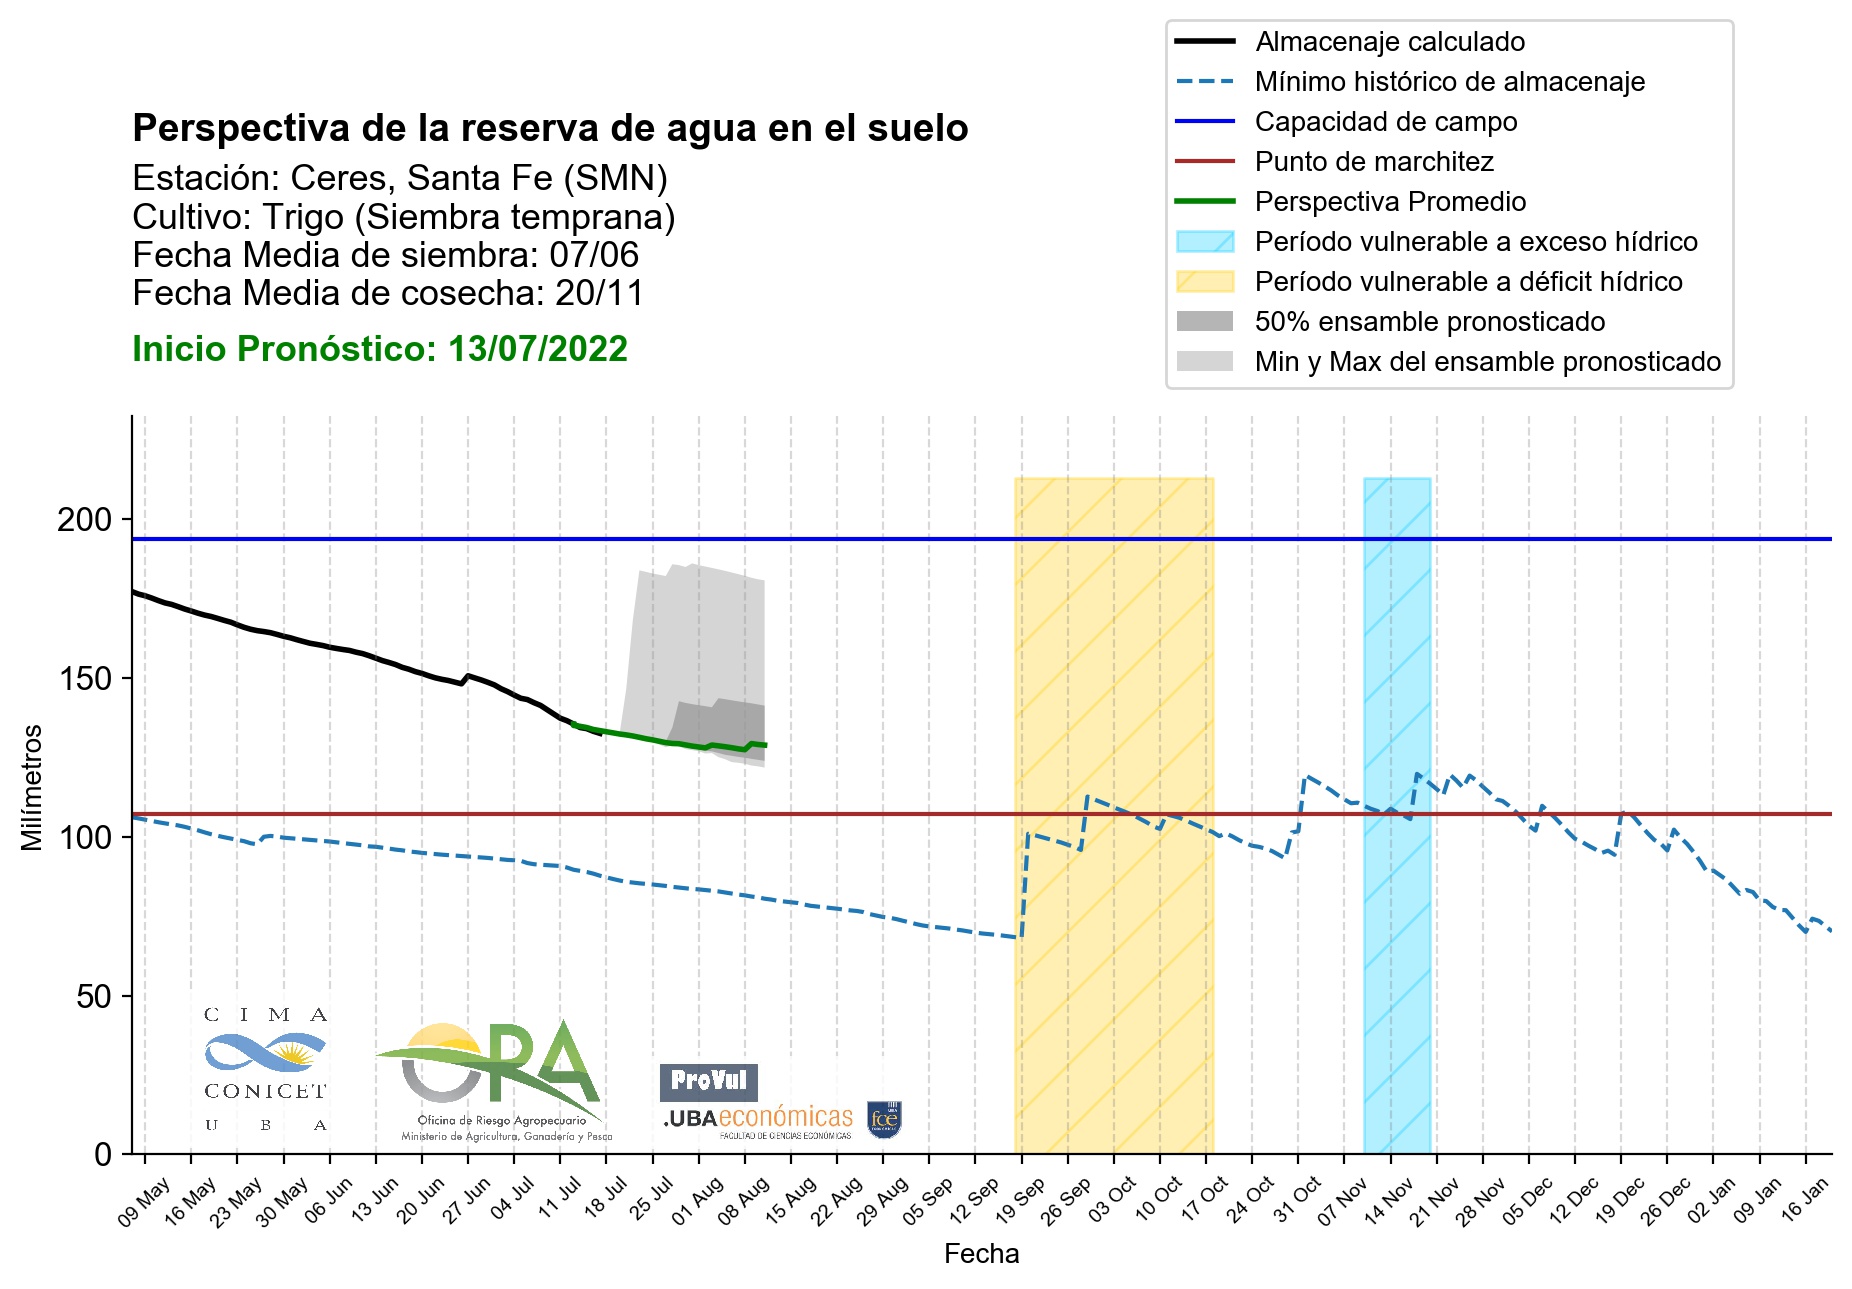 Almacenaje calculado
Mínimo histórico de almacenaje
Capacidad de campo
Punto de marchitez
Perspectiva Promedio
Período vulnerable a exceso hídrico
Período vulnerable a déficit hídrico
50% ensamble pronosticado
Min y Max del ensamble pronosticado
Perspectiva de la reserva de agua en el suelo
Estación: Ceres, Santa Fe (SMN)
Cultivo: Trigo (Siembra temprana)
Fecha Media de siembra: 07/06
Fecha Media de cosecha: 20/11
Inicio Pronóstico: 13/07/2022
Milímetros
200
150
100
50
0
CIMA
CONICET
UBA
OPA
Oficina de Riesgo Agropecuario
Ministerio de Agricultura, Ganadería y Pesca
ProVul
.UBAeconómicas
FACULTAD DE CIENCIAS ECONÓMICAS
fce
09 May
16 May
23 May
30 May
06 Jun
13 Jun
20 Jun
27 Jun
04 Jul
11 Jul
18 Jul
25 Jul
01 Aug
08 Aug
15 Aug
22 Aug
29 Aug
05 Sep
12 Sep
19 Sep
26 Sep
03 Oct
10 Oct
17 Oct
24 Oct
31 Oct
07 Nov
14 Nov
21 Nov
28 Nov
05 Dec
12 Dec
19 Dec
26 Dec
02 Jan
09 Jan
16 Jan
Fecha